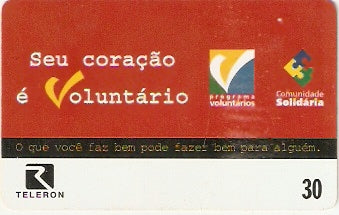 Seu coração
é Voluntário
programa
voluntários
Comunidade
Solidária
O que você faz bem pode fazer bem para alguém.
TELERON
30